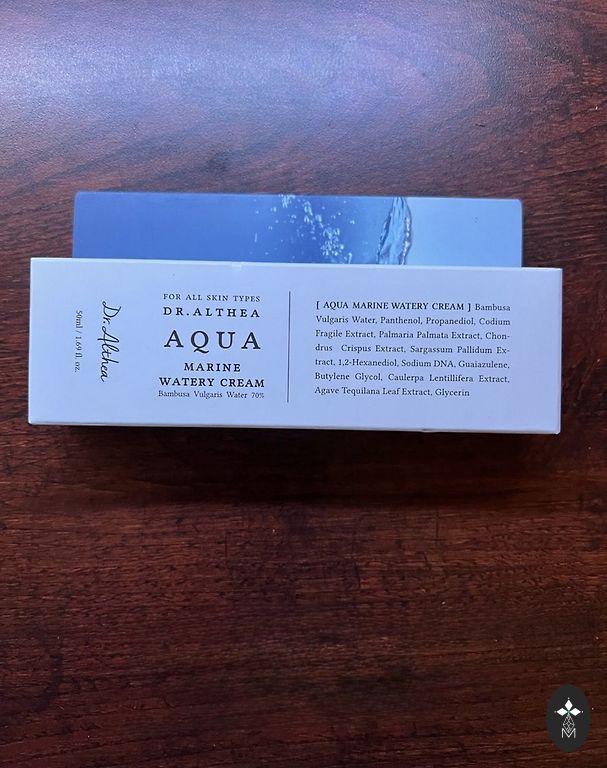 50ml / 1.69 fl. oz.
Dr.Althea
FOR ALL SKIN TYPES
DR.ALTHEA
AQUA
MARINE
WATERY CREAM
Bambusa Vulgaris Water 70%
[ AQUA MARINE WATERY CREAM ] Bambusa
Vulgaris Water, Panthenol, Propanediol, Codium
Fragile Extract, Palmaria Palmata Extract, Chon-
drus Crispus Extract, Sargassum Pallidum Ex-
tract, 1,2-Hexanediol, Sodium DNA, Guaiazulene,
Butylene Glycol, Caulerpa Lentillifera Extract,
Agave Tequilana Leaf Extract, Glycerin
M